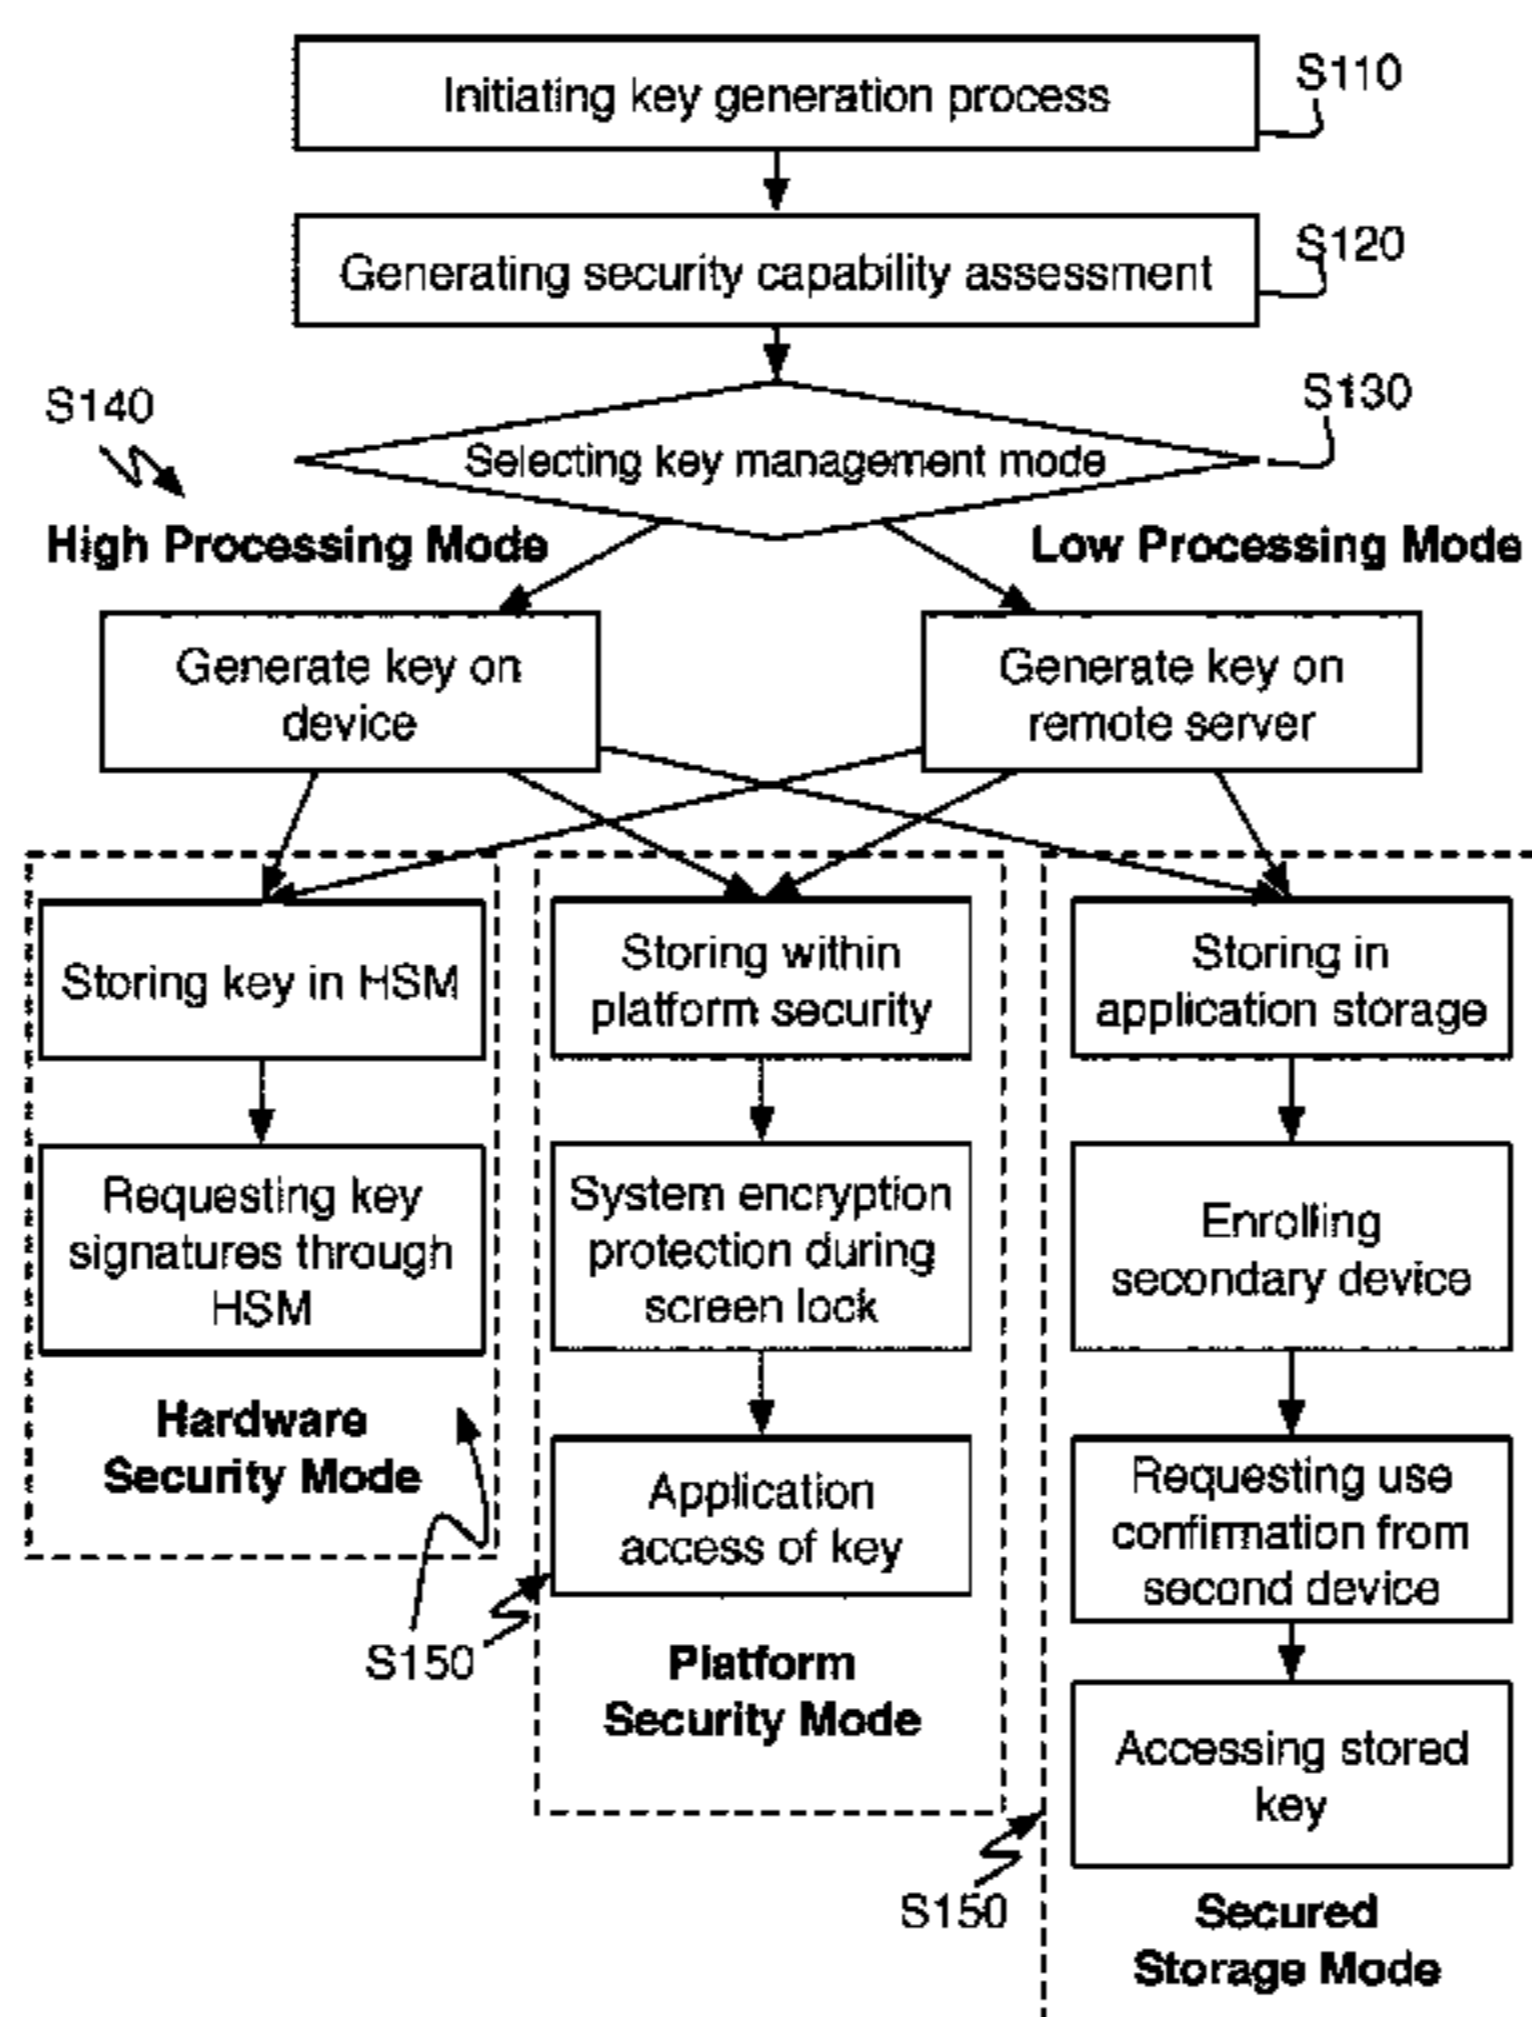 Initiating key generation process
S110
Generating security capability assessment
S120
S140
Selecting key management mode
S130
High Processing Mode
Low Processing Mode
Generate key on
device
Generate key on
remote server
Storing key in HSM
Requesting key
signatures through
HSM
Hardware
Security Mode
S150
Storing within
platform security
System encryption
protection during
screen lock
Application
access of key
Platform
Security Mode
Storing in
application storage
Enrolling
secondary device
Requesting use
confirmation from
second device
Accessing stored
key
S150
Secured
Storage Mode